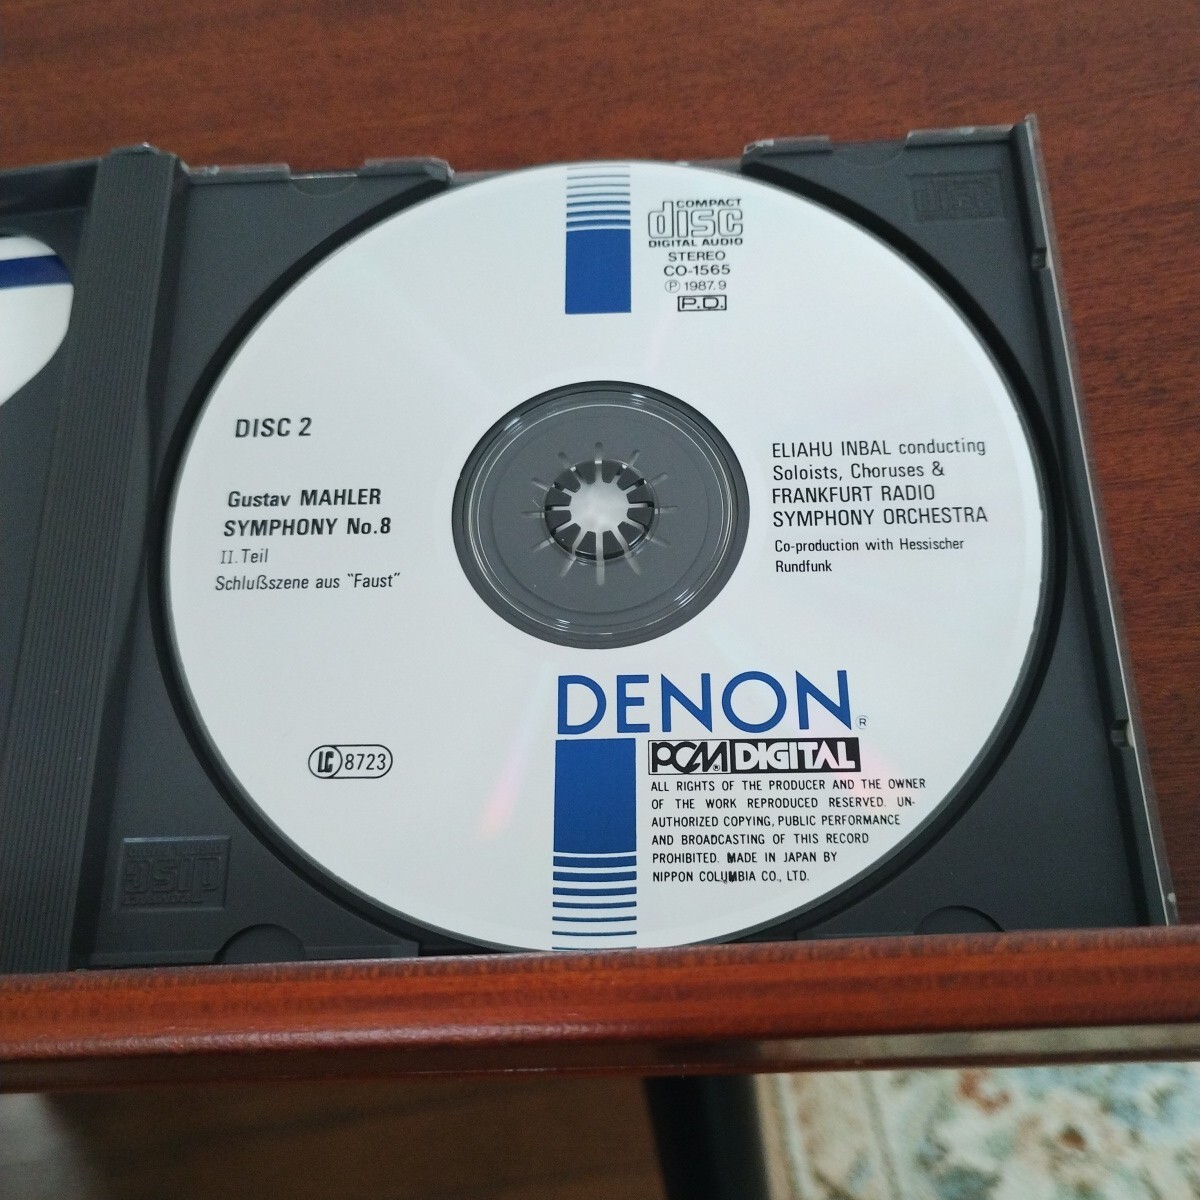 COMPACT
disc
DIGITAL AUDIO
STEREO
CO-1565
Ⓟ 1987.9
P.D.
DISC 2
Gustav MAHLER
SYMPHONY No.8
II. Teil
Schlußszene aus "Faust"
ELIAHU INBAL conducting
Soloists, Choruses &
FRANKFURT RADIO
SYMPHONY ORCHESTRA
Co-production with Hessischer
Rundfunk
LC 8723
DENON®
PCM® DIGITAL
ALL RIGHTS OF THE PRODUCER AND THE OWNER
OF THE WORK REPRODUCED RESERVED. UN-
AUTHORIZED COPYING, PUBLIC PERFORMANCE
AND BROADCASTING OF THIS RECORD
PROHIBITED. MADE IN JAPAN BY
NIPPON COLUMBIA CO., LTD.